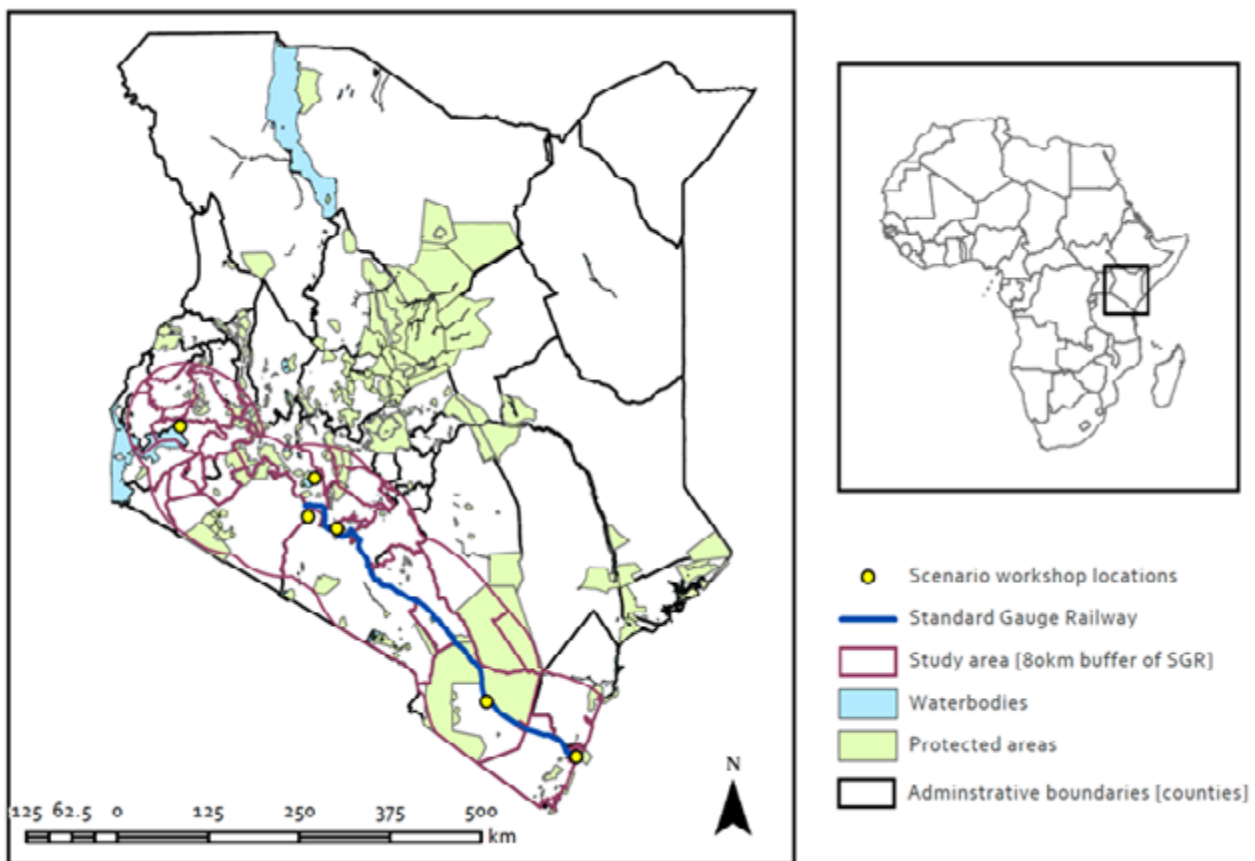 125 62.5 0 125 250 375 500
km
N
Scenario workshop locations
Standard Gauge Railway
Study area [80km buffer of SGR]
Waterbodies
Protected areas
Adminstrative boundaries [counties]